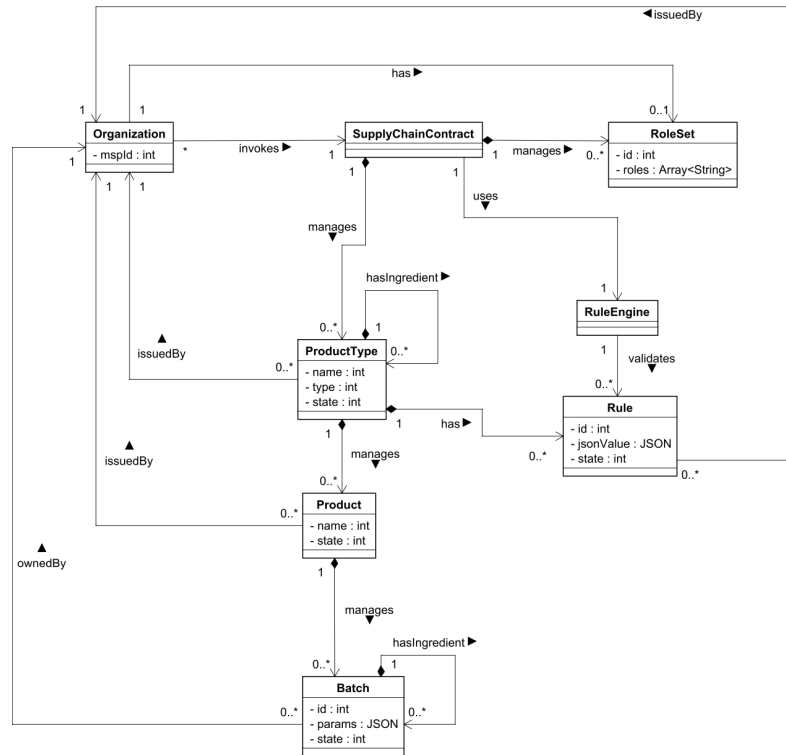 ◄ issuedBy
has ►
1
1
0..1
Organization
- mspId : int
*
invokes ►
1
SupplyChainContract
1
manages ►
0..*
RoleSet
- id : int
- roles : Array<String>
1
1
1
1
1
uses
▼
manages
▼
hasIngredient ►
1
RuleEngine
0..*
1
0..*
ProductType
- name : int
- type : int
- state : int
▲
issuedBy
0..*
1
validates
▼
0..*
1
1
has ►
0..*
Rule
- id : int
- jsonValue : JSON
- state : int
0..*
manages
▼
▲
issuedBy
0..*
0..*
Product
- name : int
- state : int
▲
ownedBy
1
manages
▼
hasIngredient ►
0..*
1
Batch
- id : int
- params : JSON
- state : int
0..*
0..*